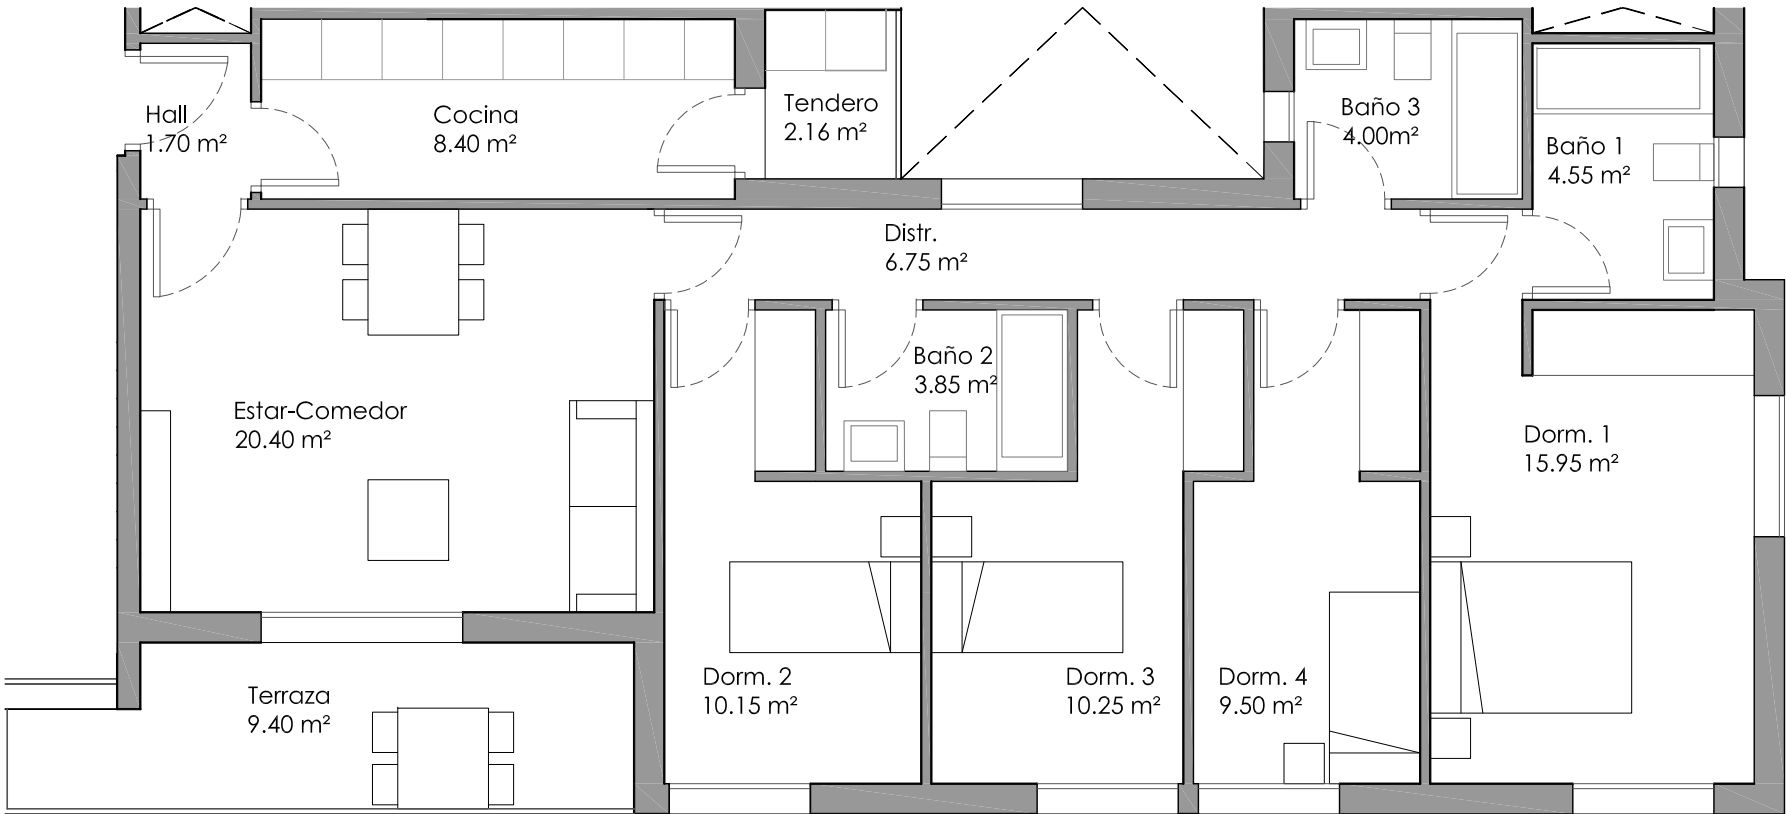 Hall
1.70 m²
Cocina
8.40 m²
Tendero
2.16 m²
Baño 3
4.00m²
Baño 1
4.55 m²
Distr.
6.75 m²
Baño 2
3.85 m²
Estar-Comedor
20.40 m²
Dorm. 1
15.95 m²
Terraza
9.40 m²
Dorm. 2
10.15 m²
Dorm. 3
10.25 m²
Dorm. 4
9.50 m²